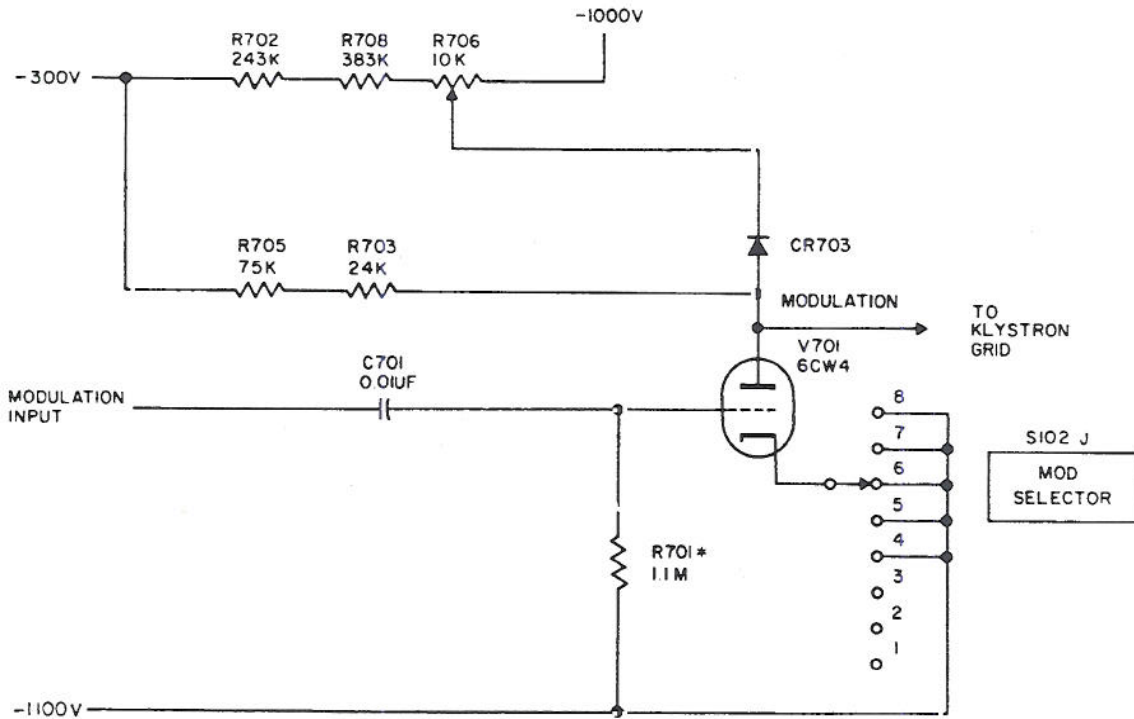 -1000V
R702
243K
R708
383K
R706
10K
-300V
R705
75K
R703
24K
CR703
MODULATION
TO
KLYSTRON
GRID
V701
6CW4
C701
0.01UF
MODULATION
INPUT
8
7
6
5
4
3
2
1
S102 J
MOD
SELECTOR
R701*
1.1M
-1100V